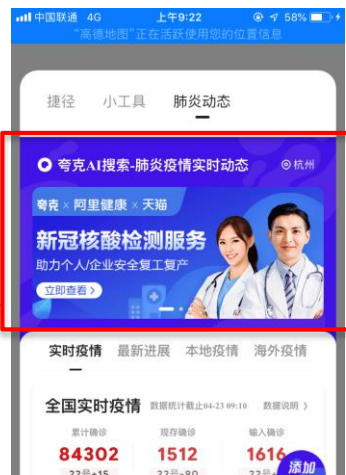 中国联通 4G 上午9:22 58%
“高德地图”正在活跃使用您的位置信息
捷径 小工具 肺炎动态
夸克AI搜索-肺炎疫情实时动态 杭州
夸克 × 阿里健康 × 天猫
新冠核酸检测服务
助力个人/企业安全复工复产
立即查看 >
实时疫情 最新进展 本地疫情 海外疫情
全国实时疫情 数据统计截止04-23 09:10 数据说明 >
累计确诊 现存确诊 输入确诊
84302 1512 1616
添加